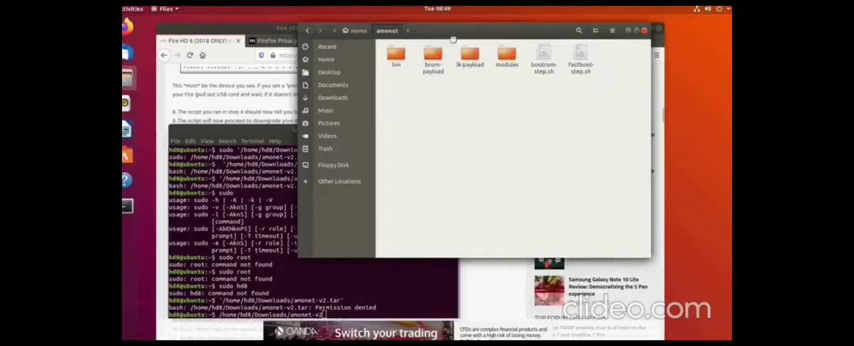 Files
Tue 08:49
Fire HD 8 (2018 ONLY)
Firefox Privacy
This *must* be the device you see. If you see a
your Fire (pull out USB cord and wait; if it doesn't
8. The script you ran in step 4 should now tell you
9. The script will now proceed to downgrade your
Home
amonet
Recent
Home
Desktop
Documents
Downloads
Music
Pictures
Videos
Trash
Floppy Disk
Other Locations
bin
brom-payload
lk-payload
modules
bootrom-step.sh
fastboot-step.sh
File Edit View Search Terminal Help
hd8@ubuntu:~$ sudo '/home/hd8/Downlo
sudo: /home/hd8/Downloads/amonet-v2.
hd8@ubuntu:~$ '/home/hd8/Downloads/
bash: /home/hd8/Downloads/amonet-v2.
hd8@ubuntu:~$ '/home/hd8/Downloads/
bash: /home/hd8/Downloads/amonet-v2.
hd8@ubuntu:~$ sudo
usage: sudo -h | -K | -k | -V
usage: sudo -v [-AknS] [-g group] [-
usage: sudo -l [-AknS] [-g group] [-
[command]
usage: sudo [-AbEHknPS] [-r role] [-
prompt] [-T timeout] [-u
usage: sudo -e [-AknS] [-r role] [-t
prompt] [-T timeout] [-u
hd8@ubuntu:~$ sudo root
sudo: root: command not found
hd8@ubuntu:~$ sudo root
sudo: root: command not found
hd8@ubuntu:~$ sudo hd8
sudo: hd8: command not found
hd8@ubuntu:~$ '/home/hd8/Downloads/amonet-v2.tar'
bash: /home/hd8/Downloads/amonet-v2.tar: Permission denied
hd8@ubuntu:~$ '/home/hd8/Downloads/amonet-v2
Samsung Galaxy Note 10 Lite
Review: Democratizing the S Pen
experience
clideo.com
OANDA
Switch your trading
CFDs are complex financial products and
come with a high risk of losing money.